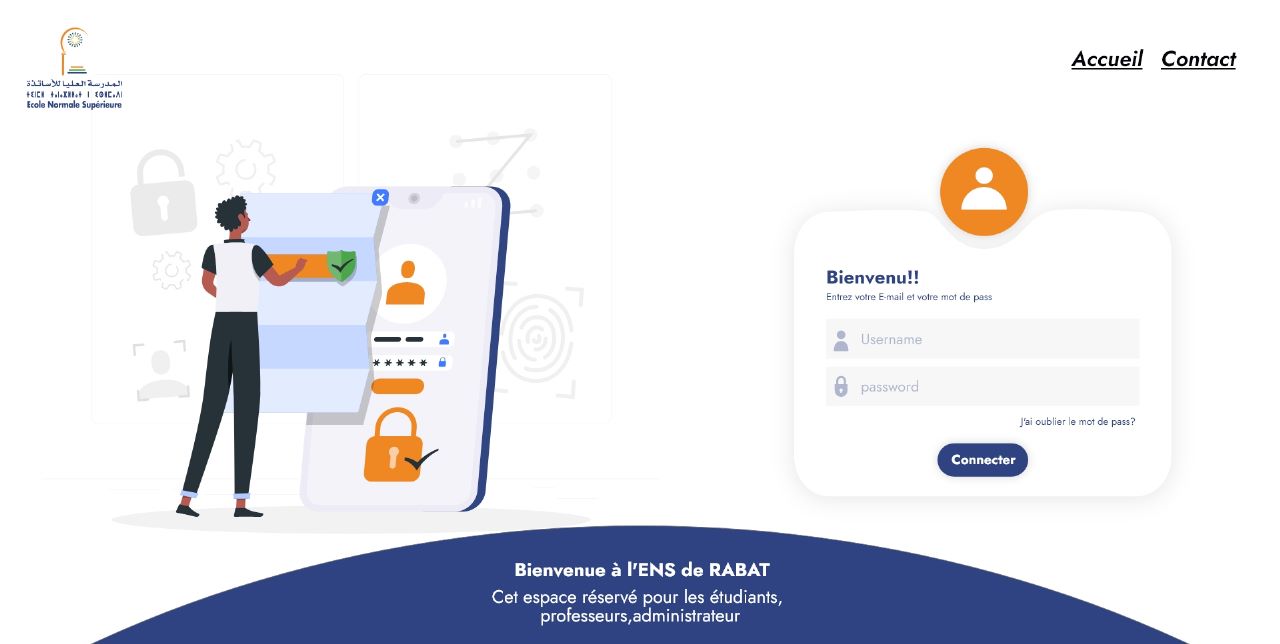 المدرسة العليا للأساتذة
Ecole Normale Supérieure
Accueil Contact
Bienvenu!!
Entrez votre E-mail et votre mot de pass
Username
password
J'ai oublier le mot de pass?
Connecter
Bienvenue à l'ENS de RABAT
Cet espace réservé pour les étudiants,
professeurs,administrateur